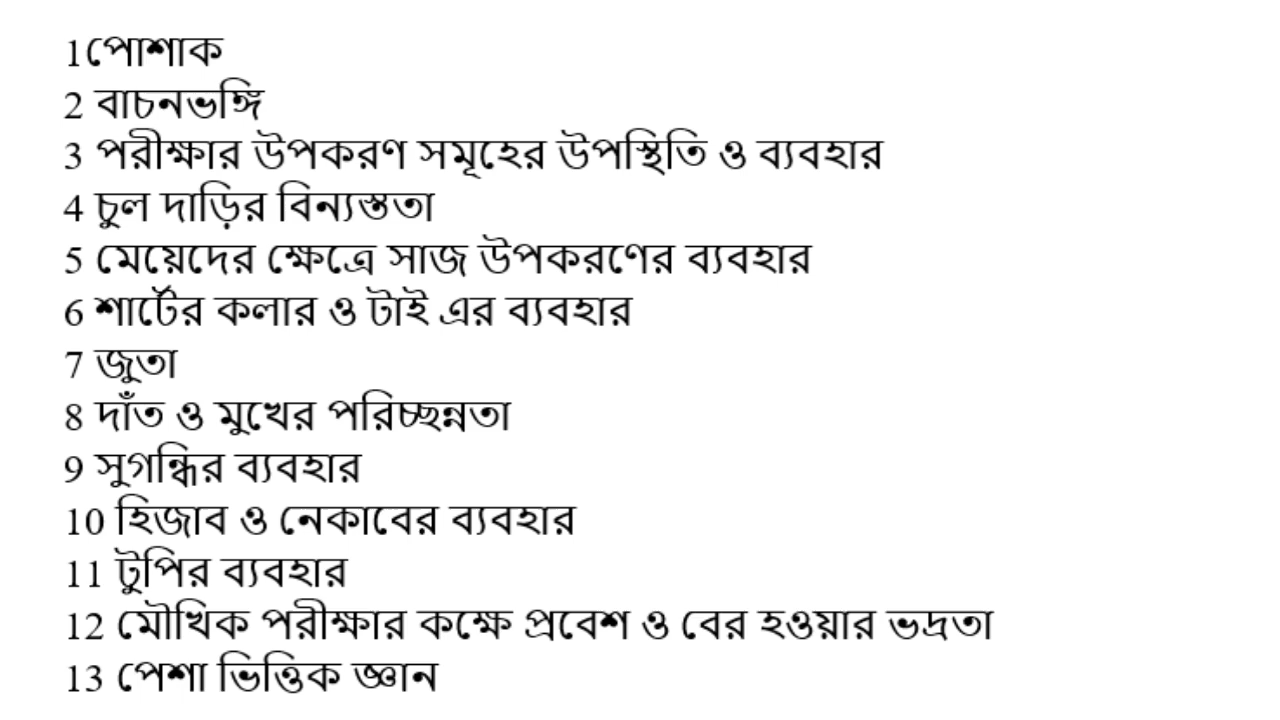 1পোশাক
2 বাচনভঙ্গি
3 পরীক্ষার উপকরণ সমূহের উপস্থিতি ও ব্যবহার
4 চুল দাড়ির বিন্যস্ততা
5 মেয়েদের ক্ষেত্রে সাজ উপকরণের ব্যবহার
6 শার্টের কলার ও টাই এর ব্যবহার
7 জুতা
8 দাঁত ও মুখের পরিচ্ছন্নতা
9 সুগন্ধির ব্যবহার
10 হিজাব ও নেকাবের ব্যবহার
11 টুপির ব্যবহার
12 মৌখিক পরীক্ষার কক্ষে প্রবেশ ও বের হওয়ার ভদ্রতা
13 পেশা ভিত্তিক জ্ঞান